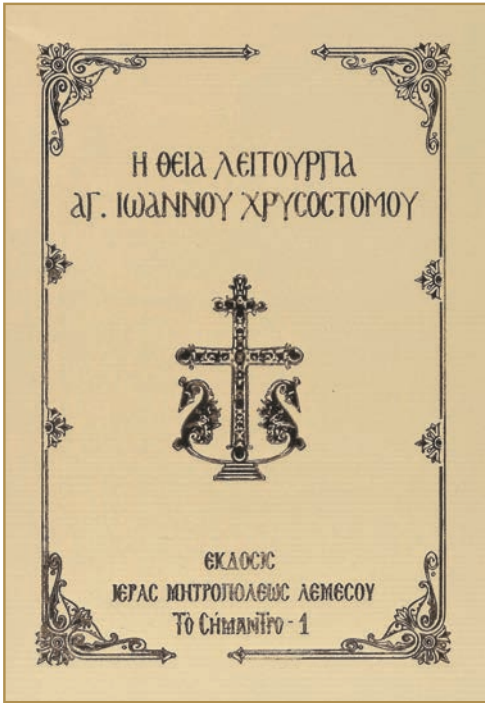 Η ΘΕΙΑ ΛΕΙΤΟΥΡΓΙΑ
ΑΓ. ΙΩΑΝΝΟΥ ΧΡΥϹΟϹΤΟΜΟΥ
ΕΚΔΟϹΙϹ
ΙΕΡΑϹ ΜΗΤΡΟΠΟΛΕΩϹ ΛΕΜΕϹΟΥ
ΤΟ ϹΗΜΑΝΤΡΟ - 1